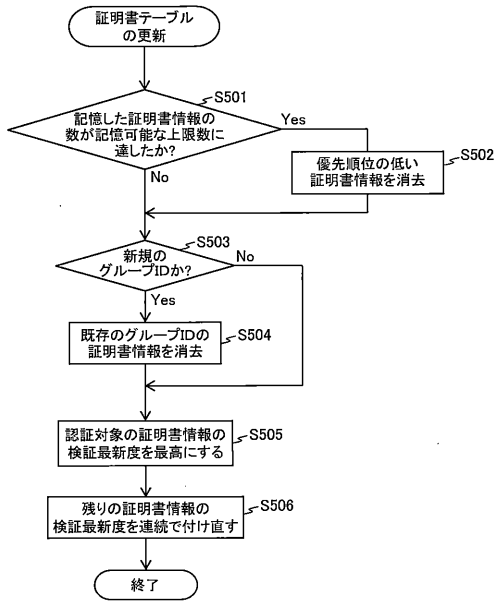 証明書テーブル
の更新
S501
記憶した証明書情報の
数が記憶可能な上限数に
達したか?
Yes
No
S502
優先順位の低い
証明書情報を消去
S503
新規の
グループIDか?
No
Yes
S504
既存のグループIDの
証明書情報を消去
S505
認証対象の証明書情報の
検証最新度を最高にする
S506
残りの証明書情報の
検証最新度を連続で付け直す
終了